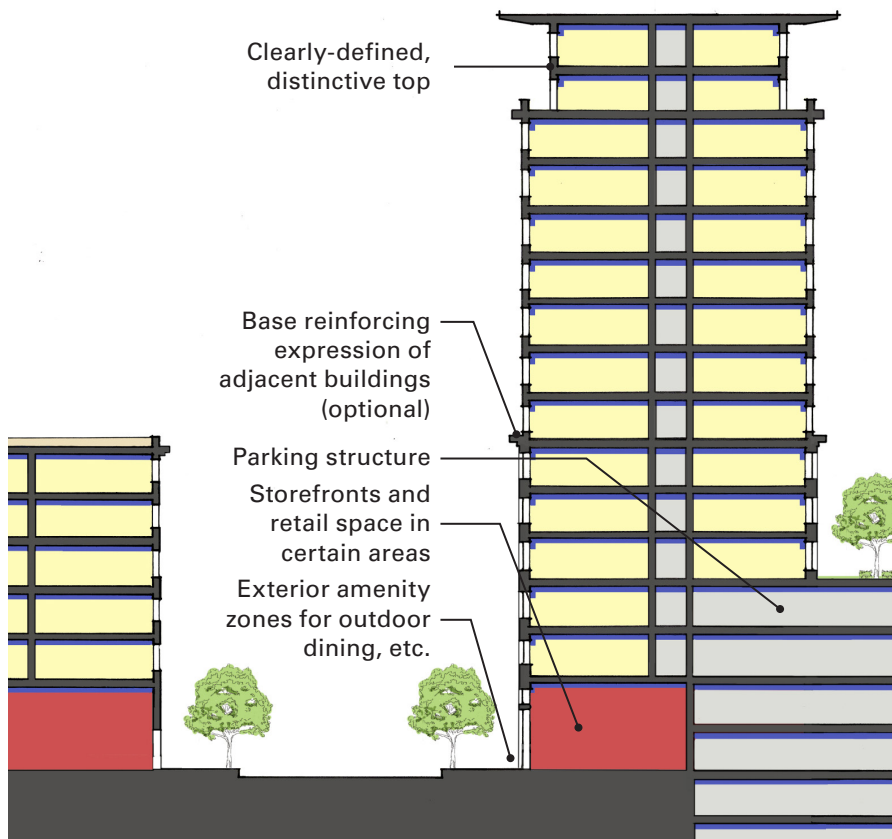 Clearly-defined,
distinctive top
Base reinforcing
expression of
adjacent buildings
(optional)
Parking structure
Storefronts and
retail space in
certain areas
Exterior amenity
zones for outdoor
dining, etc.